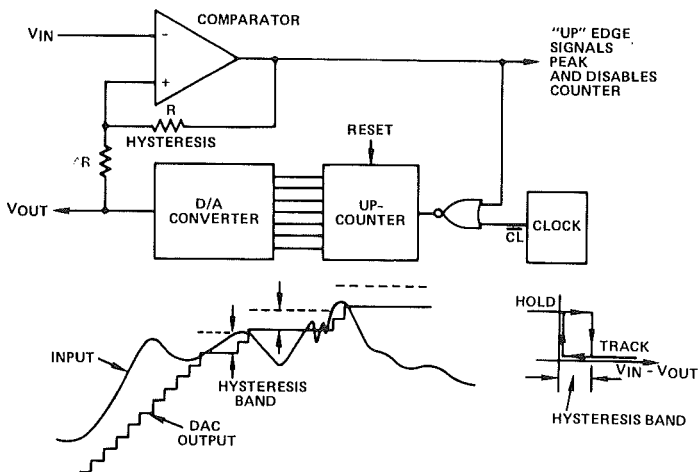 COMPARATOR
VIN
-
+
"UP" EDGE
SIGNALS
PEAK
AND DISABLES
COUNTER
R
HYSTERESIS
RESET
R
D/A
CONVERTER
UP-
COUNTER
CL
CLOCK
VOUT
HOLD
TRACK
VIN - VOUT
HYSTERESIS BAND
INPUT
HYSTERESIS
BAND
DAC
OUTPUT